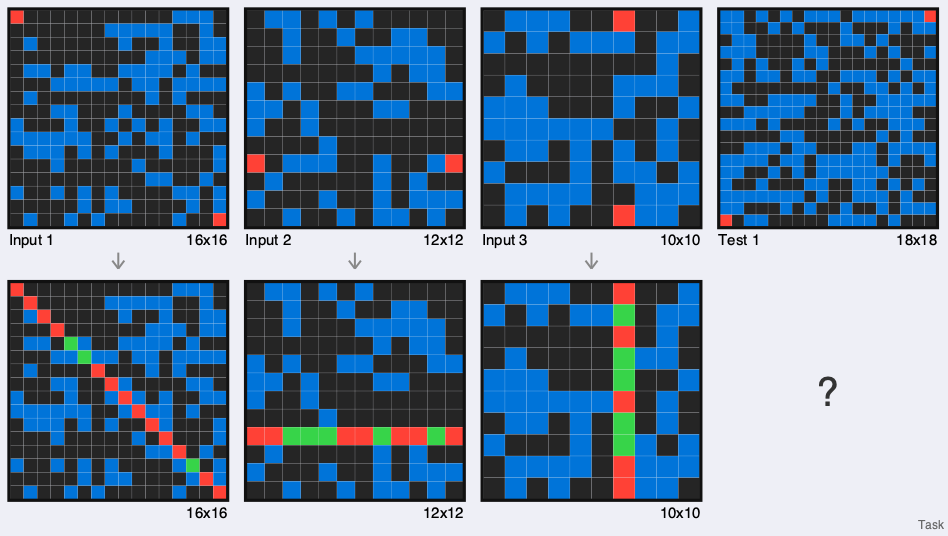 Input 1 16x16
Input 2 12x12
Input 3 10x10
Test 1 18x18
16x16
12x12
10x10
?
Task